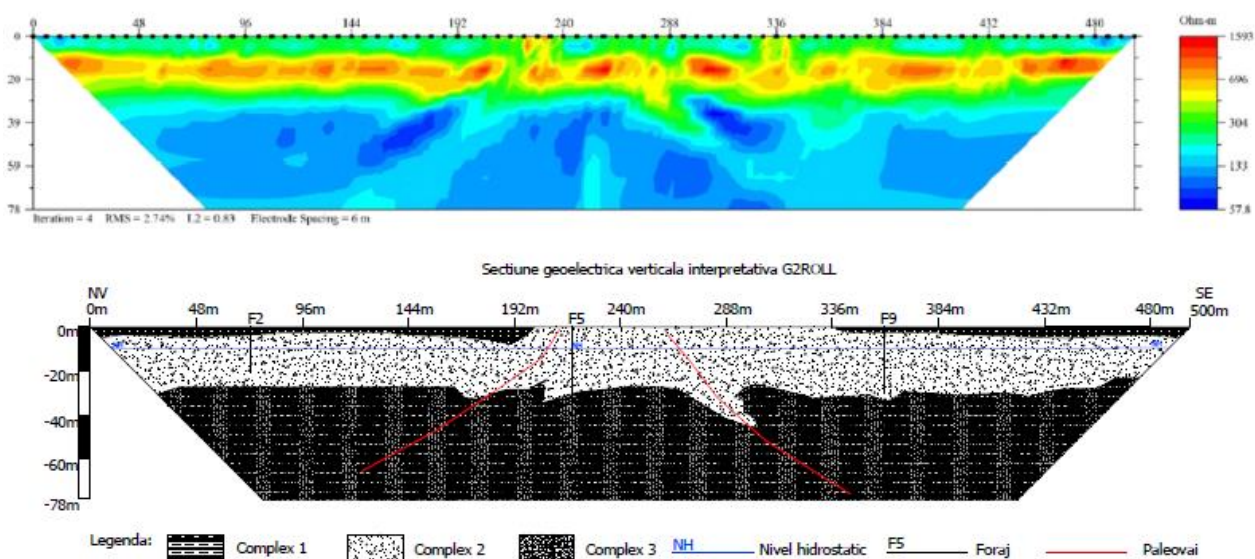 0 48 96 144 192 240 288 336 384 432 480 Ohm-m
0 1593
20 696
39 304
59 133
78 57.8
Iteration = 4 RMS = 2.74% L2 = 0.83 Electrode Spacing = 6 m
Sectiune geoelectrica verticala interpretativa G2ROLL
NV SE
0m 48m 96m 144m 192m 240m 288m 336m 384m 432m 480m 500m
F2 F5 F9
0m
-20m
-40m
-60m
-78m
Legenda: Complex 1 Complex 2 Complex 3 NH Nivel hidrostatic F5 Foraj Paleovai